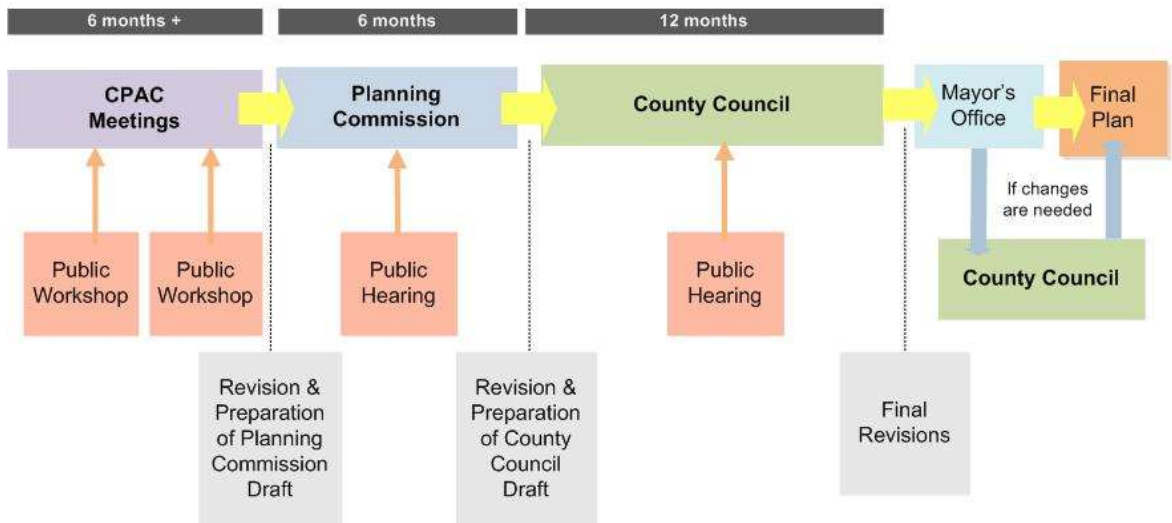 6 months +
6 months
12 months
CPAC
Meetings
Planning
Commission
County Council
Mayor's
Office
Final
Plan
If changes
are needed
County Council
Public
Workshop
Public
Workshop
Public
Hearing
Public
Hearing
Revision &
Preparation
of Planning
Commission
Draft
Revision &
Preparation
of County
Council
Draft
Final
Revisions